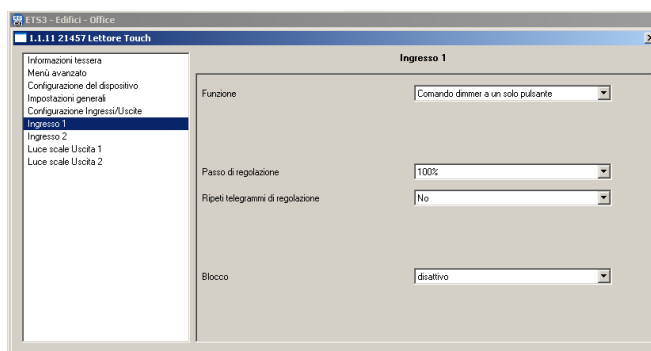 ETS3 - Edifici - Office
1.1.11 21457 Lettore Touch
Informazioni tessera
Menù avanzato
Configurazione del dispositivo
Impostazioni generali
Configurazione Ingressi/Uscite
Ingresso 1
Ingresso 2
Luce scale Uscita 1
Luce scale Uscita 2
Ingresso 1
Funzione
Comando dimmer a un solo pulsante
Passo di regolazione
100%
Ripeti telegrammi di regolazione
No
Blocco
disattivo